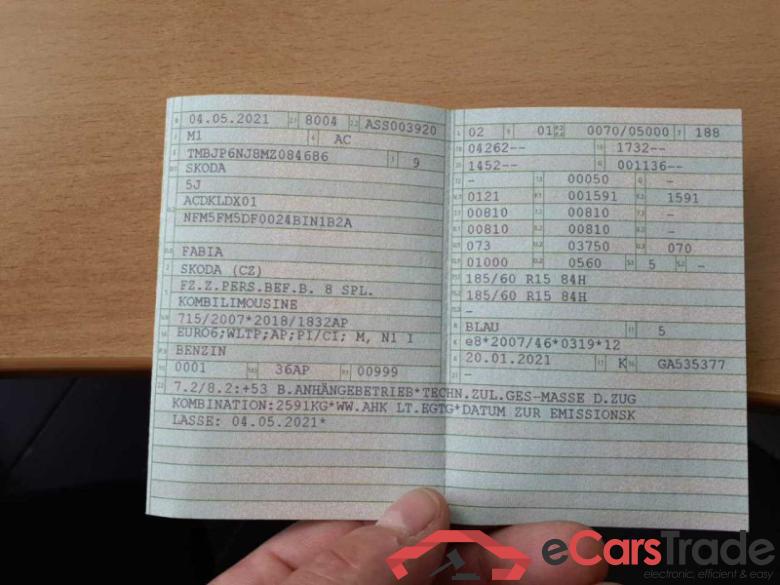 04.05.2021 8004 ASS003920
M1 AC
TMBJP6NJ8MZ084686 9
SKODA
5J
ACDKLDX01
NFM5FM5DF0024BIN1B2A
FABIA
SKODA (CZ)
FZ.Z.PERS.BEF.B. 8 SPL.
KOMBILIMOUSINE
715/2007*2018/1832AP
EURO6;WLTP;AP;PI/CI; M, N1 I
BENZIN
0001 36AP 00999
02 01 0070/05000 188
04262-- 1732--
1452-- 001136--
- 00050 -
0121 001591 1591
00810 00810 -
00810 00810 -
073 03750 070
01000 0560 5 -
185/60 R15 84H
185/60 R15 84H
-
BLAU 5
e8*2007/46*0319*12
20.01.2021 K GA535377
-
7.2/8.2:+53 B.ANHÄNGEBETRIEB*TECHN.ZUL.GES-MASSE D.ZUG
KOMBINATION:2591KG*WW.AHK LT.EGTG*DATUM ZUR EMISSIONSK
LASSE: 04.05.2021*
eCarsTrade
electronic, efficient & easy